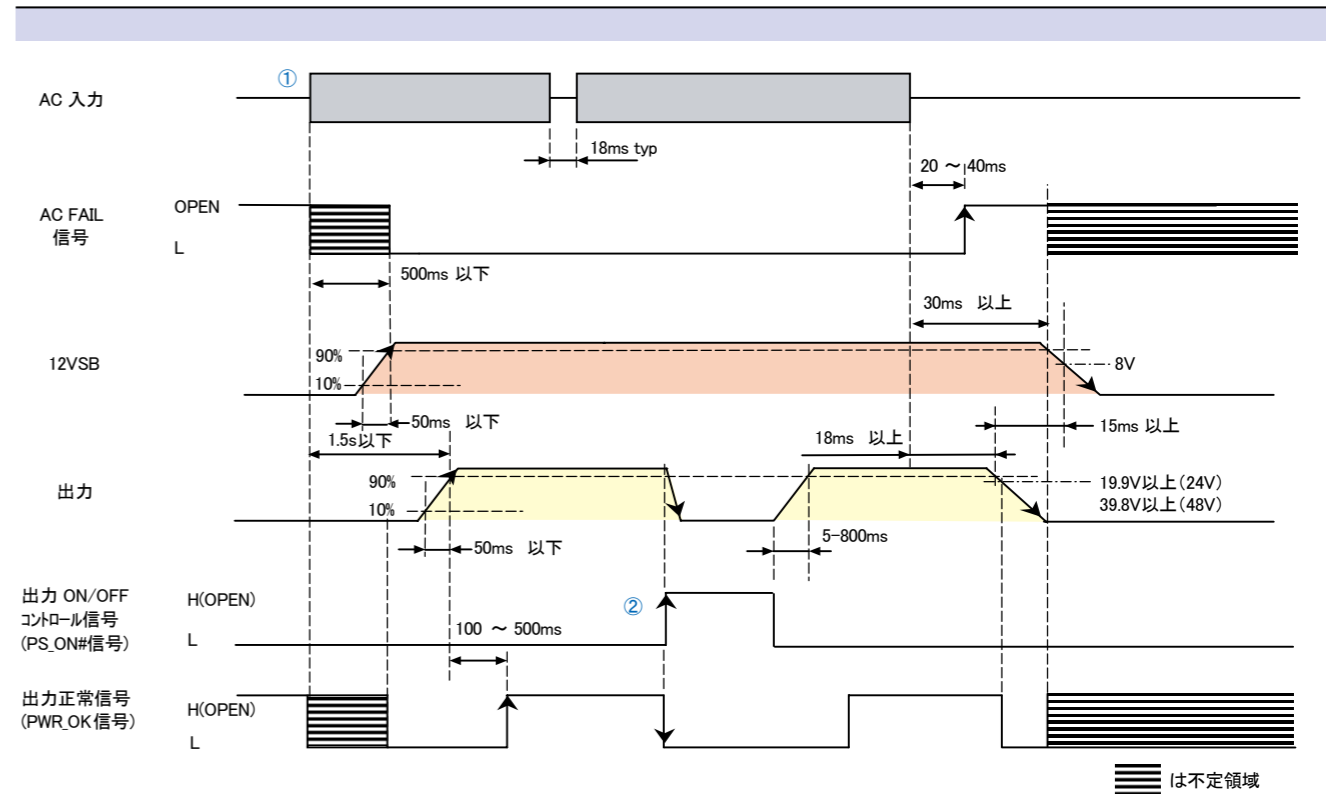 ①
AC 入力
18ms typ
20 ～ 40ms
AC FAIL
信号
OPEN
L
500ms 以下
30ms 以上
12VSB
90%
10%
8V
50ms 以下
15ms 以上
1.5s以下
18ms 以上
出力
90%
10%
19.9V以上(24V)
39.8V以上(48V)
50ms 以下
5-800ms
出力 ON/OFF
コントロール信号
(PS_ON#信号)
H(OPEN)
L
②
100 ～ 500ms
出力正常信号
(PWR_OK信号)
H(OPEN)
L
は不定領域